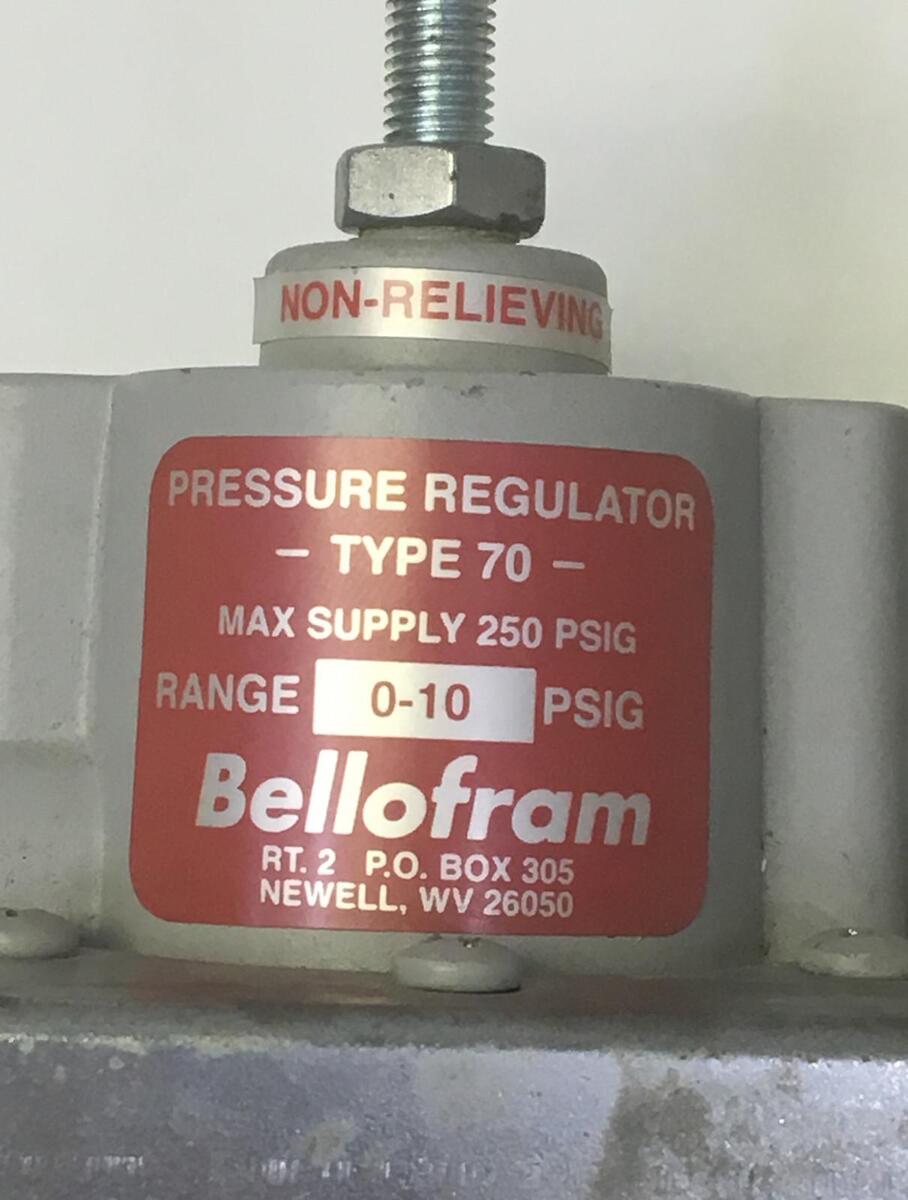 NON-RELIEVING
PRESSURE REGULATOR
- TYPE 70 -
MAX SUPPLY 250 PSIG
RANGE 0-10 PSIG
Bellofram
RT. 2 P.O. BOX 305
NEWELL, WV 26050